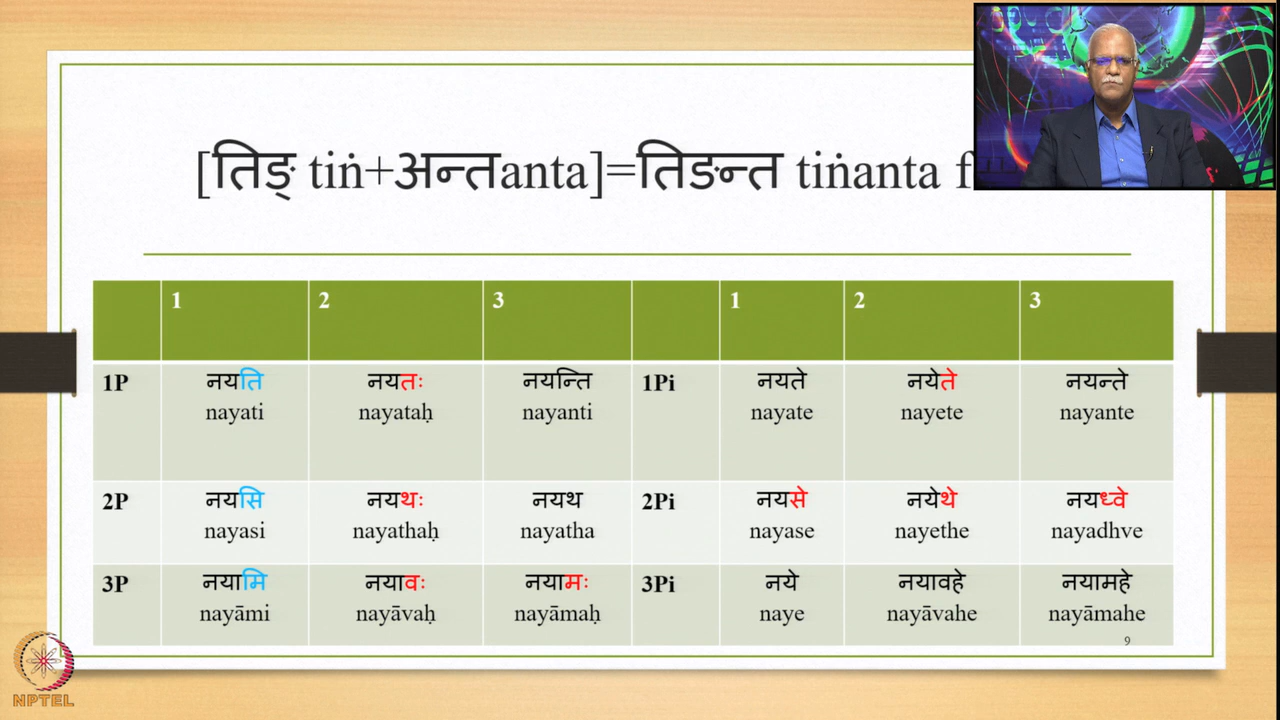 [तिङ् tiṅ+अन्तanta]=तिङन्त tiṅanta
1 2 3 1 2 3
1P नयति नयतः नयन्ति 1Pi नयते नयेते नयन्ते
nayati nayataḥ nayanti nayate nayete nayante
2P नयसि नयथः नयथ 2Pi नयसे नयेथे नयध्वे
nayasi nayathaḥ nayatha nayase nayethe nayadhve
3P नयामि नयावः नयामः 3Pi नये नयावहे नयामहे
nayāmi nayāvaḥ nayāmaḥ naye nayāvahe nayāmahe
9
NPTEL